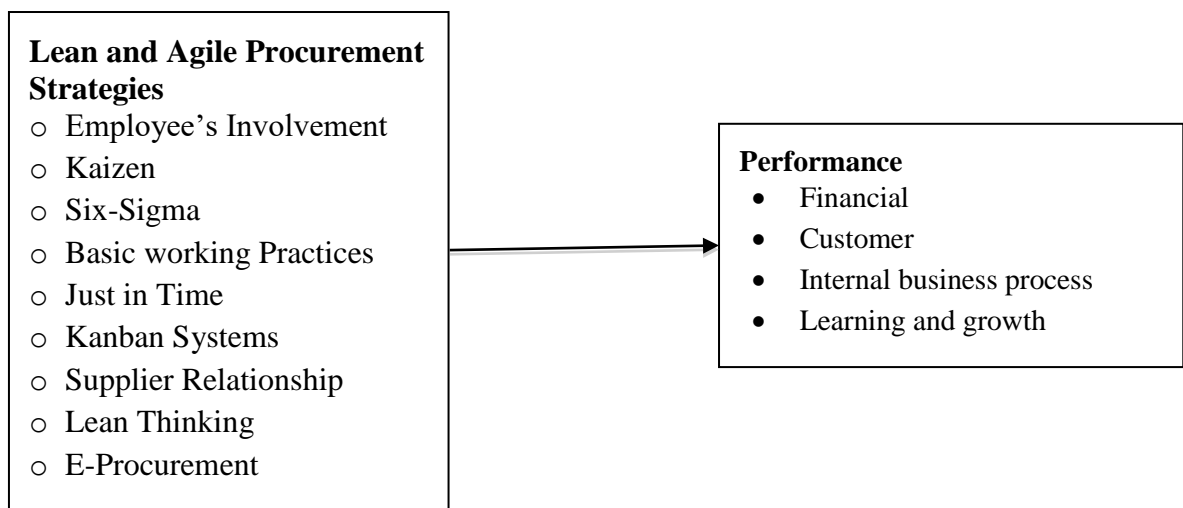 Lean and Agile Procurement
Strategies
o Employee’s Involvement
o Kaizen
o Six-Sigma
o Basic working Practices
o Just in Time
o Kanban Systems
o Supplier Relationship
o Lean Thinking
o E-Procurement
Performance
• Financial
• Customer
• Internal business process
• Learning and growth